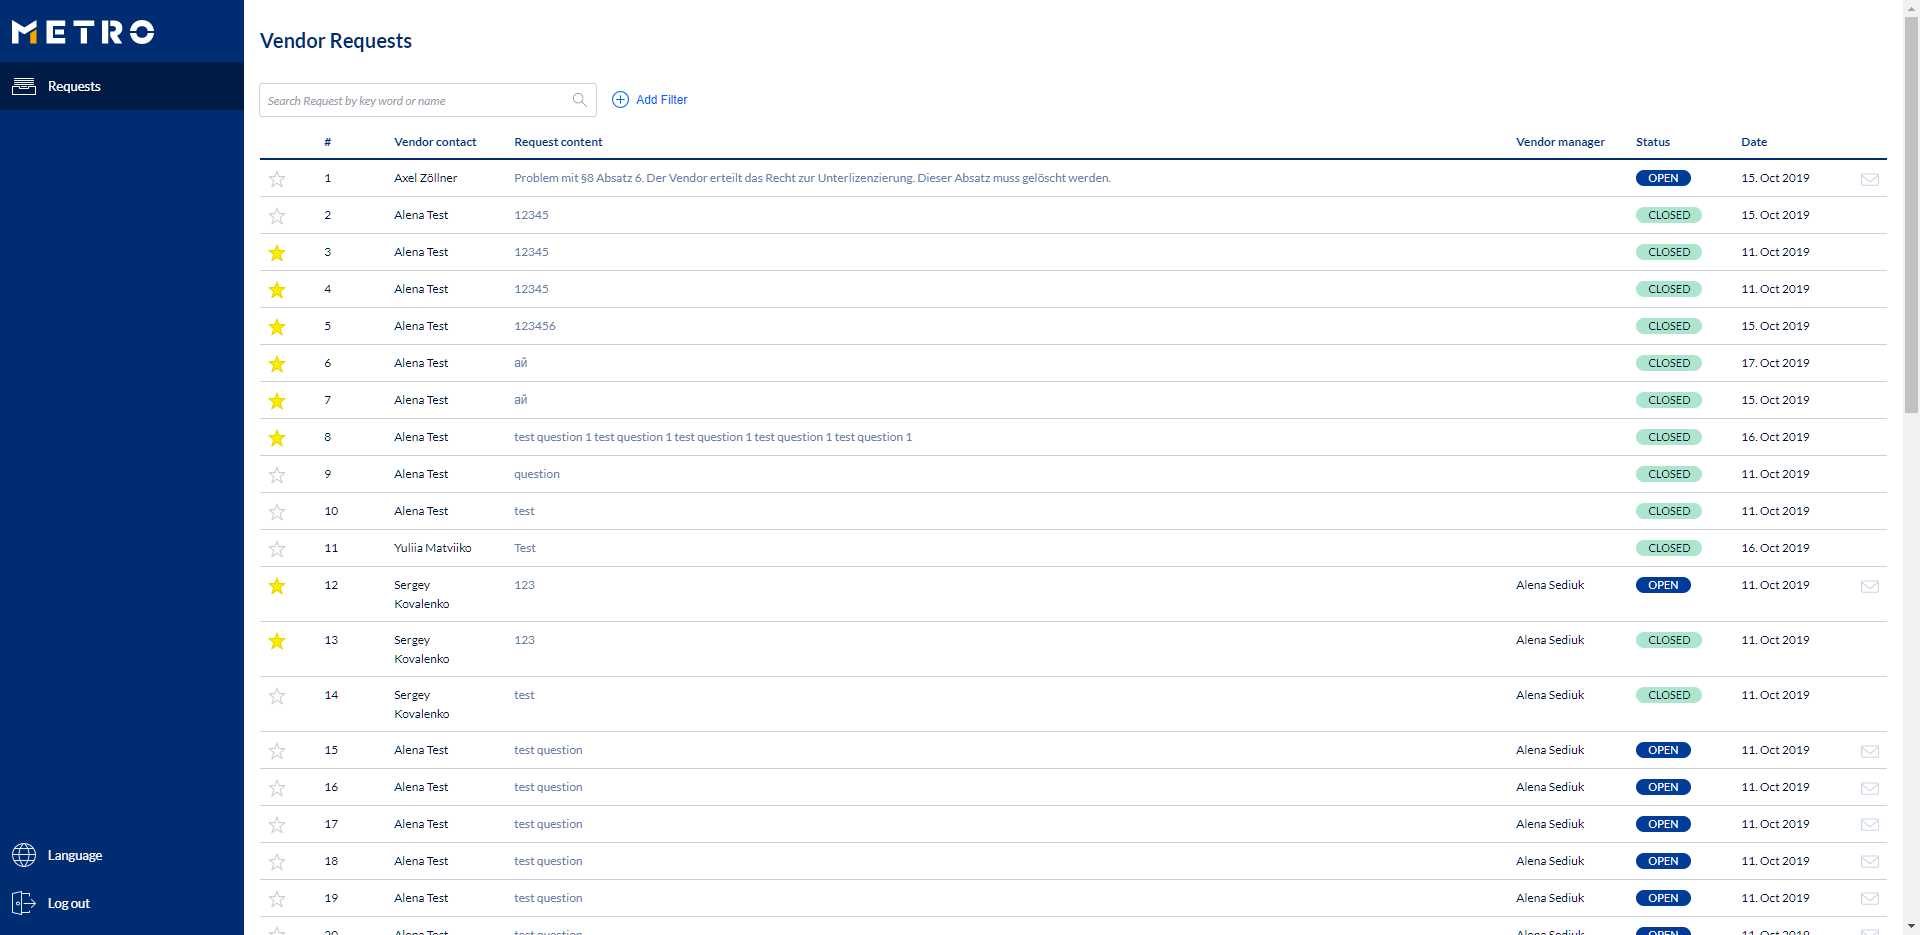 METRO
Requests
Vendor Requests
Search Request by key word or name
Add Filter
# Vendor contact Request content Vendor manager Status Date
1 Axel Zöllner Problem mit §8 Absatz 6. Der Vendor erteilt das Recht zur Unterlizenzierung. Dieser Absatz muss gelöscht werden. OPEN 15. Oct 2019
2 Alena Test 12345 CLOSED 15. Oct 2019
3 Alena Test 12345 CLOSED 11. Oct 2019
4 Alena Test 12345 CLOSED 11. Oct 2019
5 Alena Test 123456 CLOSED 15. Oct 2019
6 Alena Test ай CLOSED 17. Oct 2019
7 Alena Test ай CLOSED 15. Oct 2019
8 Alena Test test question 1 test question 1 test question 1 test question 1 test question 1 CLOSED 16. Oct 2019
9 Alena Test question CLOSED 11. Oct 2019
10 Alena Test test CLOSED 11. Oct 2019
11 Yuliia Matviiko Test CLOSED 16. Oct 2019
12 Sergey 123 Alena Sediuk OPEN 11. Oct 2019
Kovalenko
13 Sergey 123 Alena Sediuk CLOSED 11. Oct 2019
Kovalenko
14 Sergey test Alena Sediuk CLOSED 11. Oct 2019
Kovalenko
15 Alena Test test question Alena Sediuk OPEN 11. Oct 2019
16 Alena Test test question Alena Sediuk OPEN 11. Oct 2019
17 Alena Test test question Alena Sediuk OPEN 11. Oct 2019
18 Alena Test test question Alena Sediuk OPEN 11. Oct 2019
19 Alena Test test question Alena Sediuk OPEN 11. Oct 2019
20 Alena Test test question Alena Sediuk OPEN 11. Oct 2019
Language
Log out